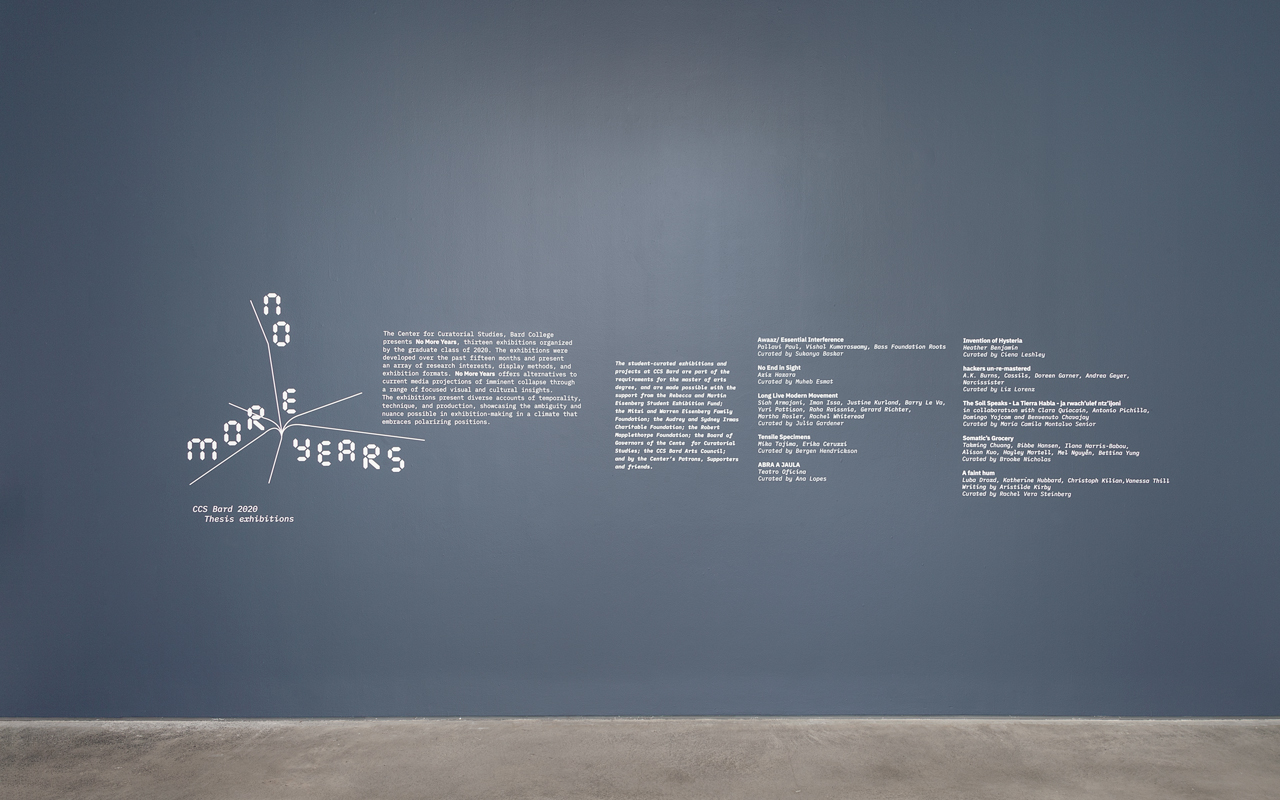 nO
mORE
YEARS
CCS Bard 2020
Thesis exhibitions
The Center for Curatorial Studies, Bard College
presents No More Years, thirteen exhibitions organized
by the graduate class of 2020. The exhibitions were
developed over the past fifteen months and present
an array of research interests, display methods, and
exhibition formats. No More Years offers alternatives to
current media projections of imminent collapse through
a range of focused visual and cultural insights.
The exhibitions present diverse accounts of temporality,
technique, and production, showcasing the ambiguity and
nuance possible in exhibition-making in a climate that
embraces polarizing positions.
The student-curated exhibitions and
projects at CCS Bard are part of the
requirements for the master of arts
degree, and are made possible with the
support from the Rebecca and Martin
Eisenberg Student Exhibition Fund;
the Mitzi and Warren Eisenberg Family
Foundation; the Audrey and Sydney Irmas
Charitable Foundation; the Robert
Mapplethorpe Foundation; the Board of
Governors of the Cente for Curatorial
Studies; the CCS Bard Arts Council;
and by the Center's Patrons, Supporters
and friends.
Awaaz/ Essential Interference
Pallavi Paul, Vishal Kumaraswamy, Bass Foundation Roots
Curated by Sukanya Baskar
No End in Sight
Aziz Hazara
Curated by Muheb Esmat
Long Live Modern Movement
Siah Armajani, Iman Issa, Justine Kurland, Barry Le Va,
Yuri Pattison, Raha Raissnia, Gerard Richter,
Martha Rosler, Rachel Whiteread
Curated by Julia Gardener
Tensile Specimens
Mika Tajima, Erika Ceruzzi
Curated by Bergen Hendrickson
ABRA A JAULA
Teatro Oficina
Curated by Ana Lopes
Invention of Hysteria
Heather Benjamin
Curated by Ciena Leshley
hackers un-re-mastered
A.K. Burns, Cassils, Doreen Garner, Andrea Geyer,
Narcissister
Curated by Lia Lorena
The Soil Speaks - La Tierra Habla - ja rwach'ulef ntz'ijoni
in collaboration with Clara Quiacain, Antonio Pichilla,
Domingo Yojcom and Benvenuto Chavajay
Curated by Maria Camila Montalvo Senior
Somatic's Grocery
Takming Chuang, Bibbe Hansen, Ilana Harris-Babou,
Alison Kuo, Hayley Martell, Mel Nguyễn, Bettina Yung
Curated by Brooke Nicholas
A faint hum
Luba Drozd, Katherine Hubbard, Christoph Kilian,Vanessa Thill
Writing by Aristilde Kirby
Curated by Rachel Vera Steinberg